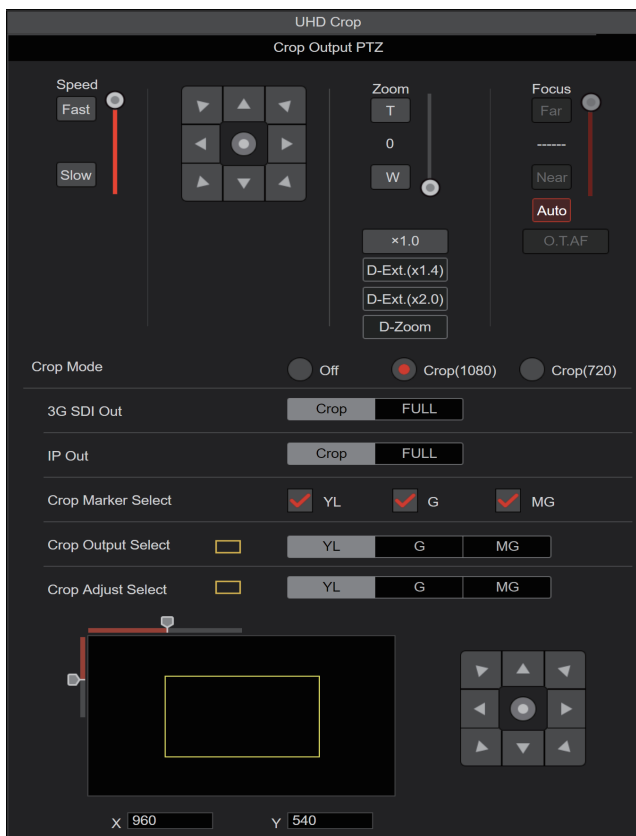 UHD Crop
Crop Output PTZ
Speed
Fast
Slow
Zoom
T
0
W
×1.0
D-Ext.(x1.4)
D-Ext.(x2.0)
D-Zoom
Focus
Far
------
Near
Auto
O.T.AF
Crop Mode Off Crop(1080) Crop(720)
3G SDI Out Crop FULL
IP Out Crop FULL
Crop Marker Select YL G MG
Crop Output Select YL G MG
Crop Adjust Select YL G MG
X 960 Y 540